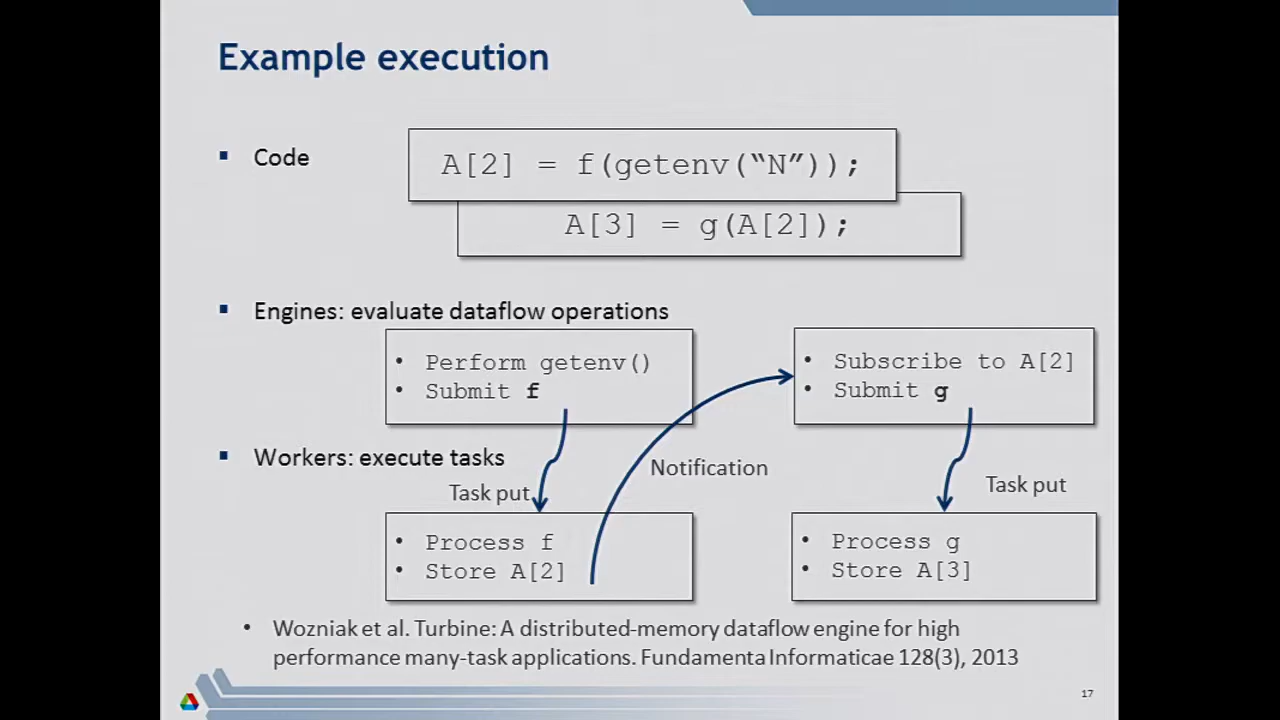 Example execution
▪ Code
A[2] = f(getenv(“N”));
A[3] = g(A[2]);
▪ Engines: evaluate dataflow operations
• Perform getenv()
• Submit f
• Subscribe to A[2]
• Submit g
▪ Workers: execute tasks
Notification
Task put
Task put
• Process f
• Store A[2]
• Process g
• Store A[3]
• Wozniak et al. Turbine: A distributed-memory dataflow engine for high
performance many-task applications. Fundamenta Informaticae 128(3), 2013
17